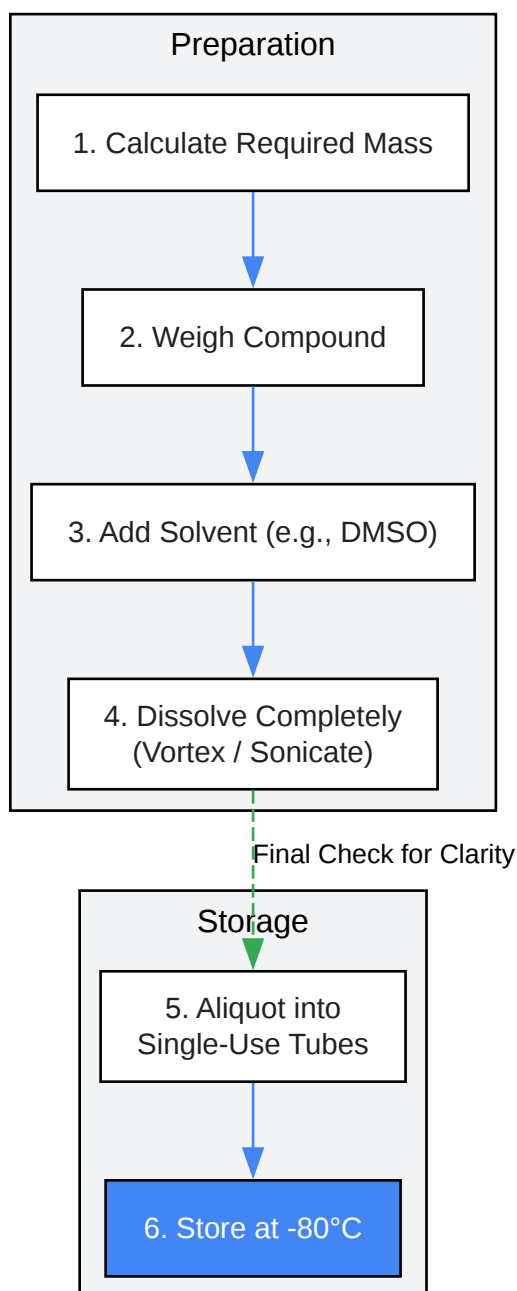 Preparation
1. Calculate Required Mass
2. Weigh Compound
3. Add Solvent (e.g., DMSO)
4. Dissolve Completely
(Vortex / Sonicate)
Final Check for Clarity
Storage
5. Aliquot into
Single-Use Tubes
6. Store at -80°C